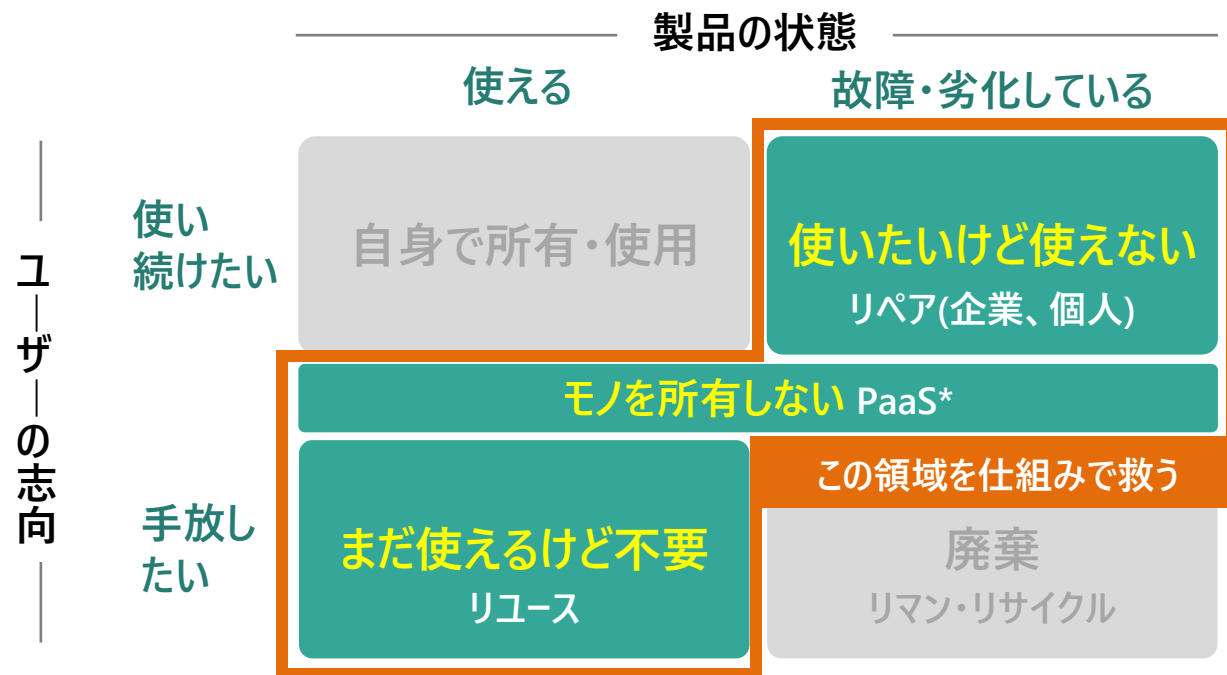 製品の状態
使える
故障・劣化している
ユーザーの志向
使い
続けたい
自身で所有・使用
使いたいけど使えない
リペア(企業、個人)
モノを所有しない PaaS*
この領域を仕組みで救う
手放し
たい
まだ使えるけど不要
リユース
廃棄
リマン・リサイクル